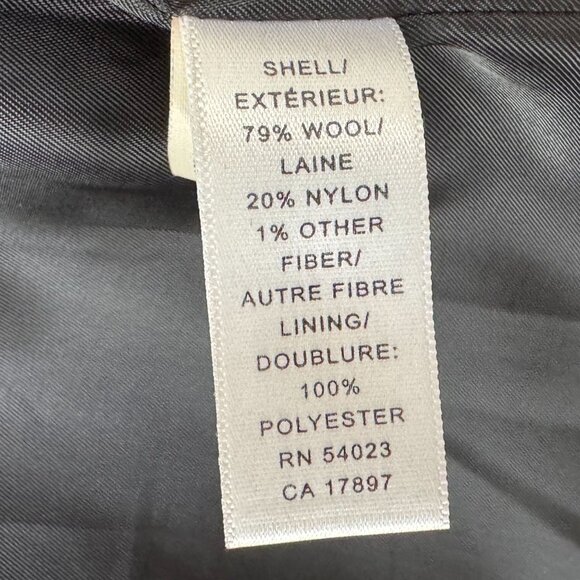 SHELL/
EXTÉRIEUR:
79% WOOL/
LAINE
20% NYLON
1% OTHER
FIBER/
AUTRE FIBRE
LINING/
DOUBLURE:
100%
POLYESTER
RN 54023
CA 17897